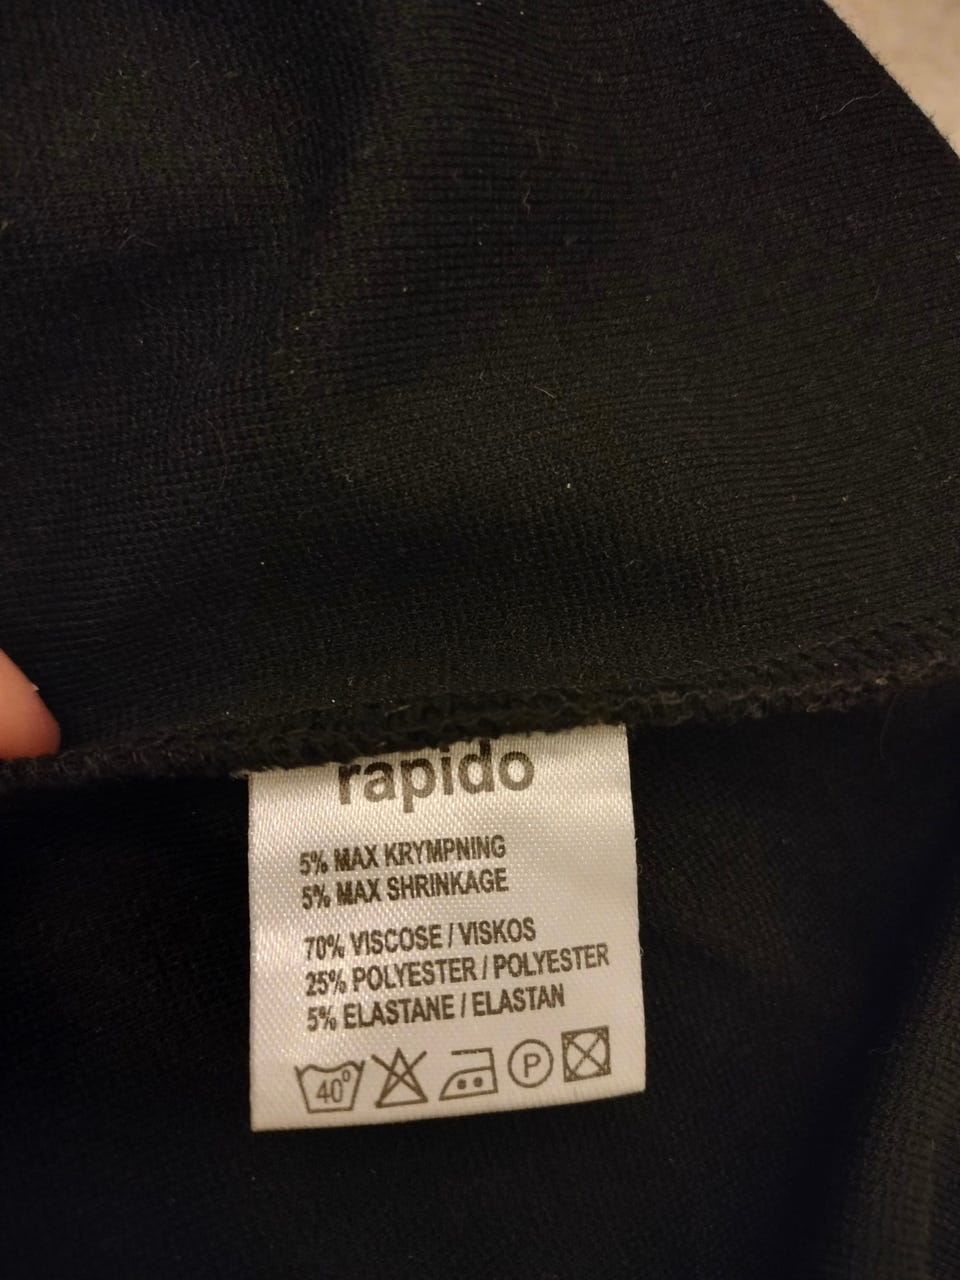 rapido
5% MAX KRYMPNING
5% MAX SHRINKAGE
70% VISCOSE / VISKOS
25% POLYESTER / POLYESTER
5% ELASTANE / ELASTAN
40° P